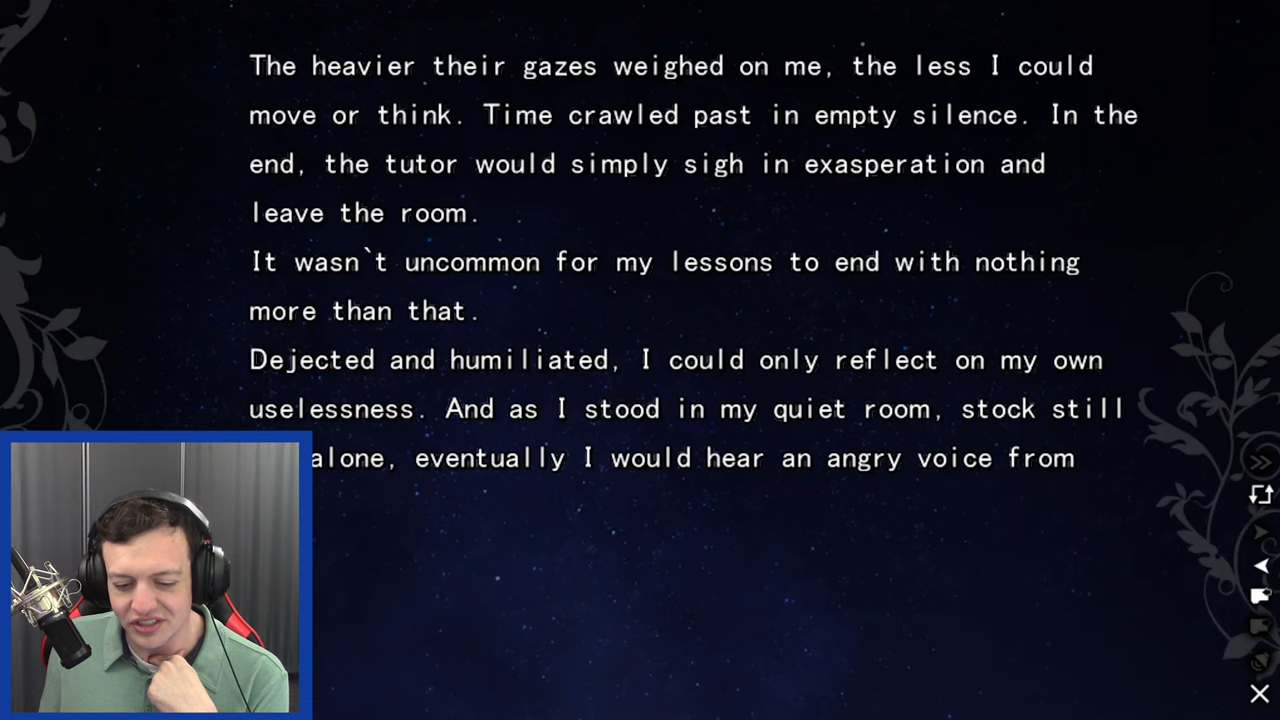 The heavier their gazes weighed on me, the less I could
move or think. Time crawled past in empty silence. In the
end, the tutor would simply sigh in exasperation and
leave the room.
It wasn`t uncommon for my lessons to end with nothing
more than that.
Dejected and humiliated, I could only reflect on my own
uselessness. And as I stood in my quiet room, stock still
alone, eventually I would hear an angry voice from